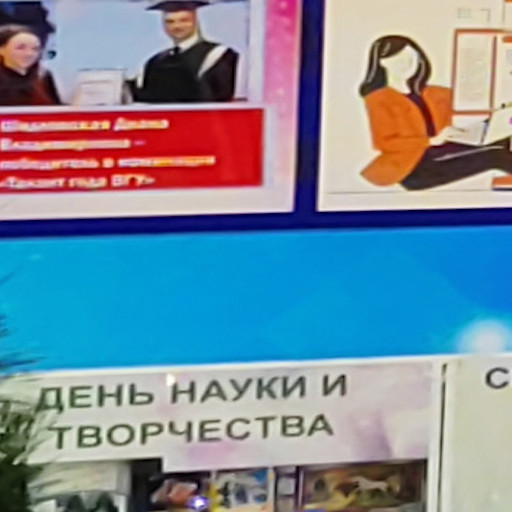 Шидловская Диана
Владимировна –
победитель в номинации
«Талант года ВГУ»
ДЕНЬ НАУКИ И
ТВОРЧЕСТВА
С